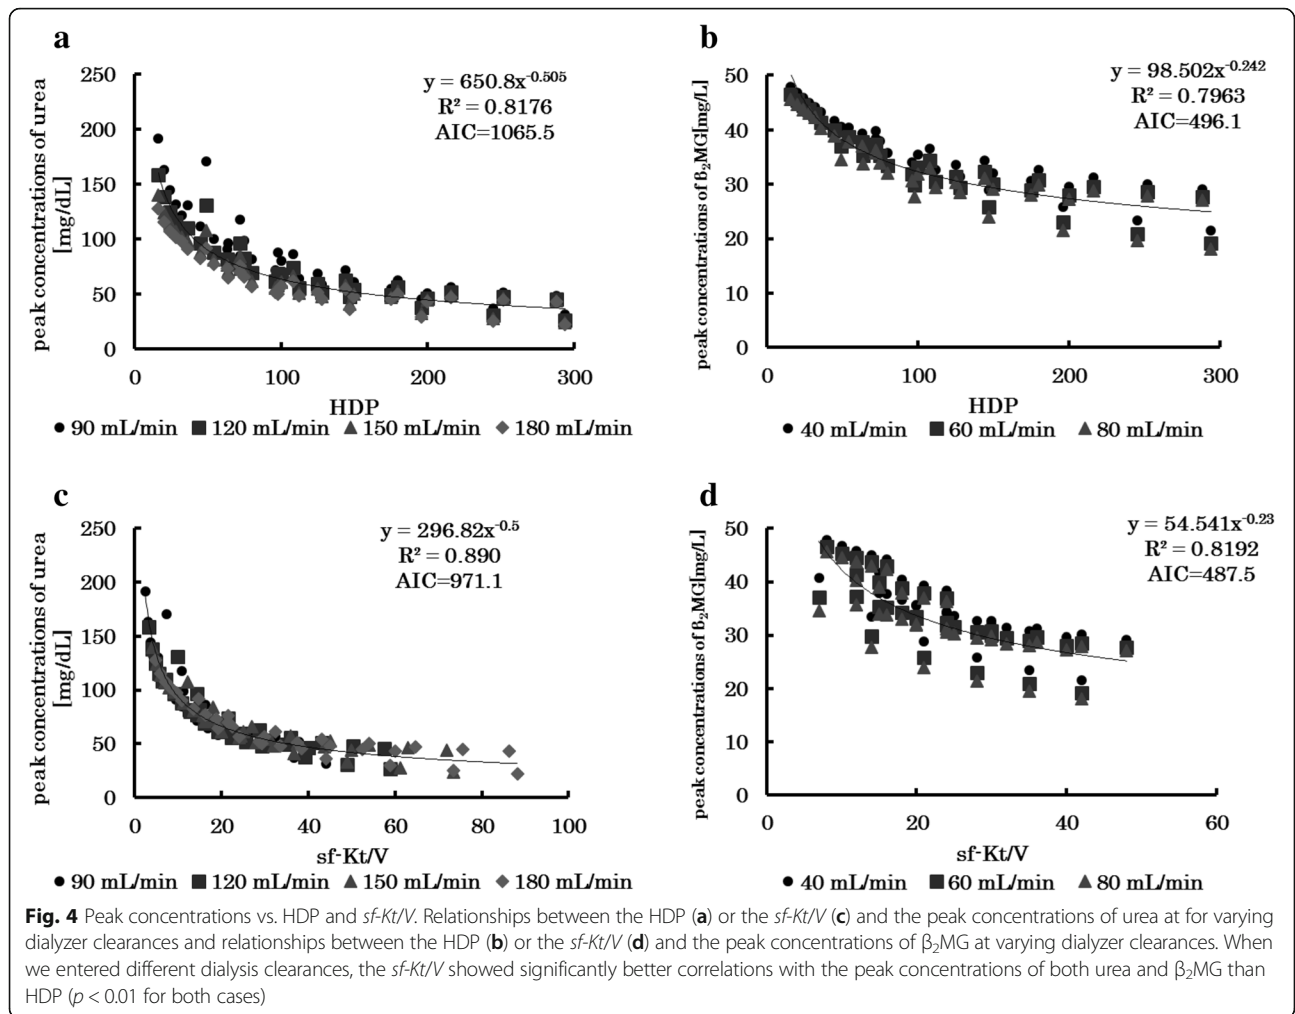 a
250
200
150
100
50
0
peak concentrations of urea
[mg/dL]
y = 650.8x^-0.505
R² = 0.8176
AIC=1065.5
0 100 200 300
HDP
90 mL/min 120 mL/min 150 mL/min 180 mL/min
b
50
40
30
20
10
0
peak concentrations of β₂MG[mg/L]
y = 98.502x^-0.242
R² = 0.7963
AIC=496.1
0 100 200 300
HDP
40 mL/min 60 mL/min 80 mL/min
c
250
200
150
100
50
0
peak concentrations of urea
[mg/dL]
y = 296.82x^-0.5
R² = 0.890
AIC=971.1
0 20 40 60 80 100
sf-Kt/V
90 mL/min 120 mL/min 150 mL/min 180 mL/min
d
50
40
30
20
10
0
peak concentrations of β₂MG[mg/L]
y = 54.541x^-0.23
R² = 0.8192
AIC=487.5
0 20 40 60
sf-Kt/V
40 mL/min 60 mL/min 80 mL/min
Fig. 4 Peak concentrations vs. HDP and sf-Kt/V. Relationships between the HDP (a) or the sf-Kt/V (c) and the peak concentrations of urea at for varying
dialyzer clearances and relationships between the HDP (b) or the sf-Kt/V (d) and the peak concentrations of β₂MG at varying dialyzer clearances. When
we entered different dialysis clearances, the sf-Kt/V showed significantly better correlations with the peak concentrations of both urea and β₂MG than
HDP (p < 0.01 for both cases)